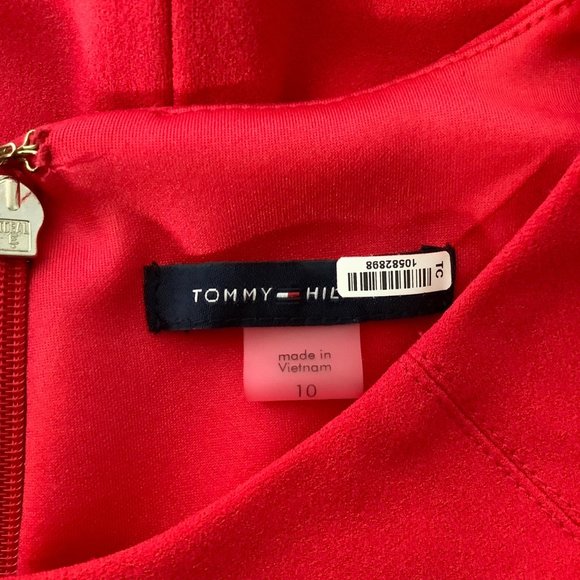 TOMMY HIL
TC
10582898
made in
Vietnam
10